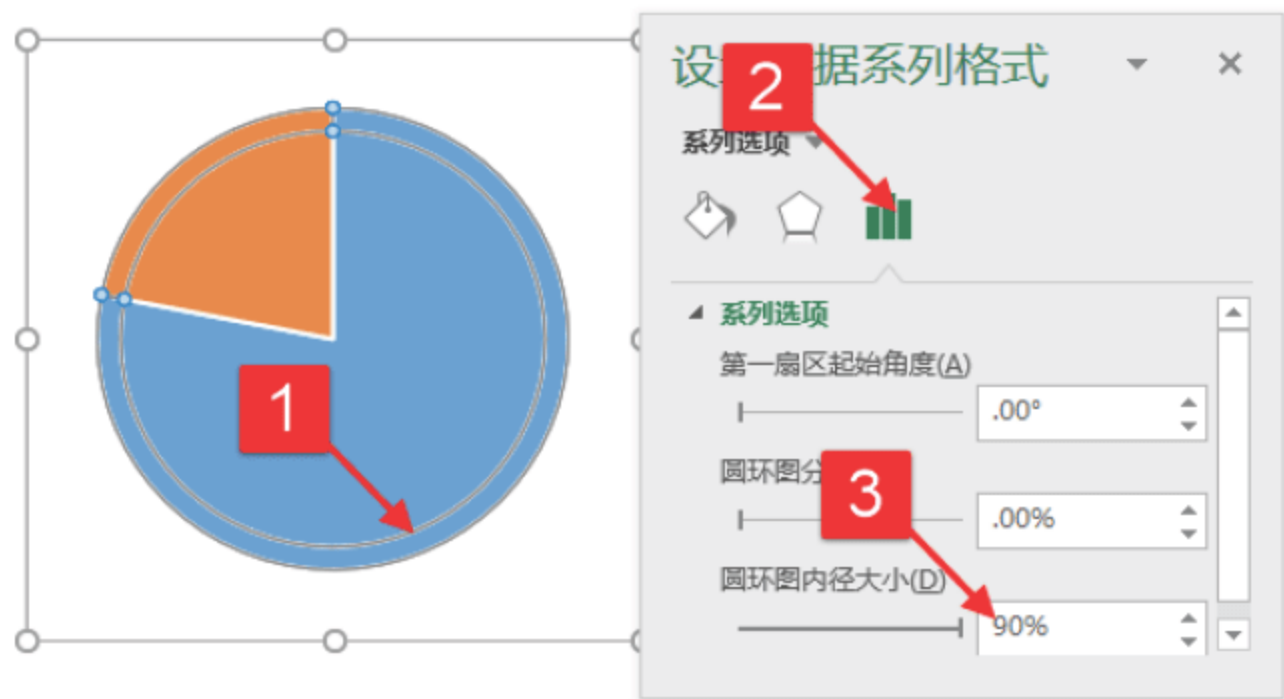 设 据系列格式
2
系列选项
系列选项
第一扇区起始角度(A)
.00°
1
圆环图分
3
.00%
圆环图内径大小(D)
90%